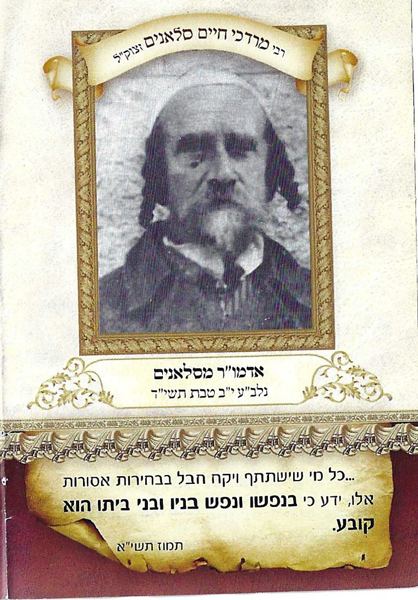 רבי מרדכי חיים סלאנים זצוק"ל
אדמו"ר מסלאנים
נלב"ע י"ב טבת תשי"ד
...כל מי שישתתף ויקח חבל בבחירות אסורות
אלו, ידע כי בנפשו ונפש בניו ובני ביתו הוא
קובע.
תמוז תשי"א